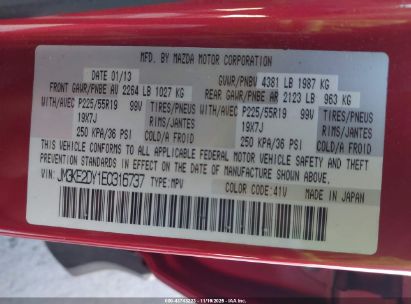 MFG. BY MAZDA MOTOR CORPORATION
DATE 01/13 GVWR/PNBV 4381 LB 1987 KG
FRONT GAWR/PNBE AV 2264 LB 1027 KG REAR GAWR/PNBE AR 2123 LB 963 KG
WITH/AVEC P225/55R19 99V TIRES/PNEUS WITH/AVEC P225/55R19 99V TIRES/PNEUS
19X7J RIMS/JANTES 19X7J RIMS/JANTES
250 KPA/36 PSI COLD/A FROID 250 KPA/36 PSI COLD/A FROID
THIS VEHICLE CONFORMS TO ALL APPLICABLE FEDERAL MOTOR VEHICLE SAFETY AND THEFT
PREVENTION STANDARDS IN EFFECT ON THE DATE OF MANUFACTURE SHOWN ABOVE.
VIN: JM3KE2DY1E0316737 TYPE:MPV COLOR CODE:41V MADE IN JAPAN